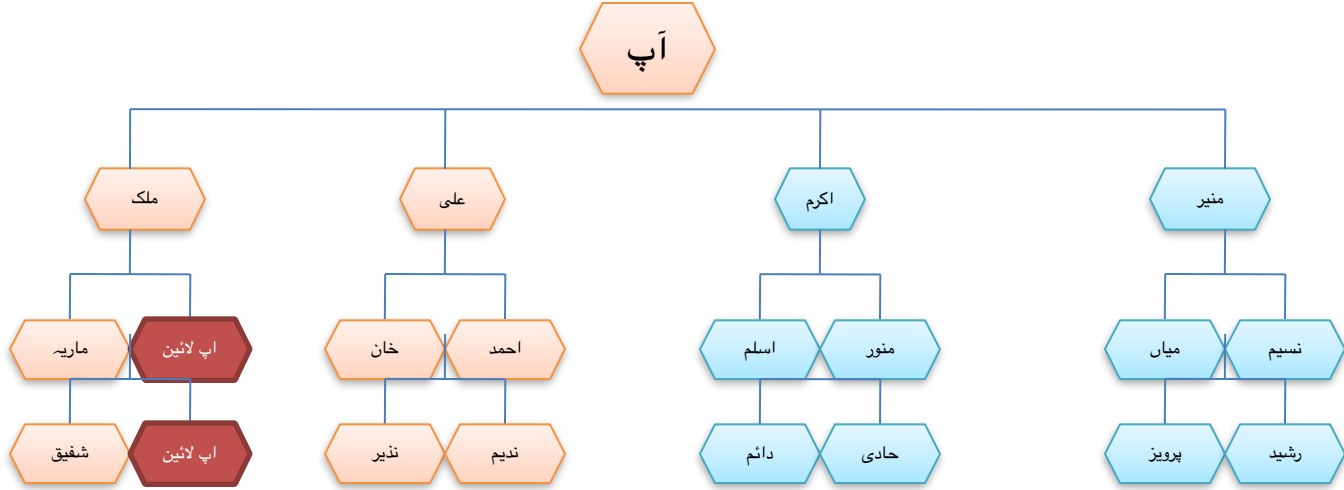 آپ
منیر
اکرم
علی
ملک
نسیم
میاں
منور
اسلم
احمد
خان
اپ لائین
ماریہ
رشید
پرویز
حادی
دائم
ندیم
نذیر
اپ لائین
شفیق